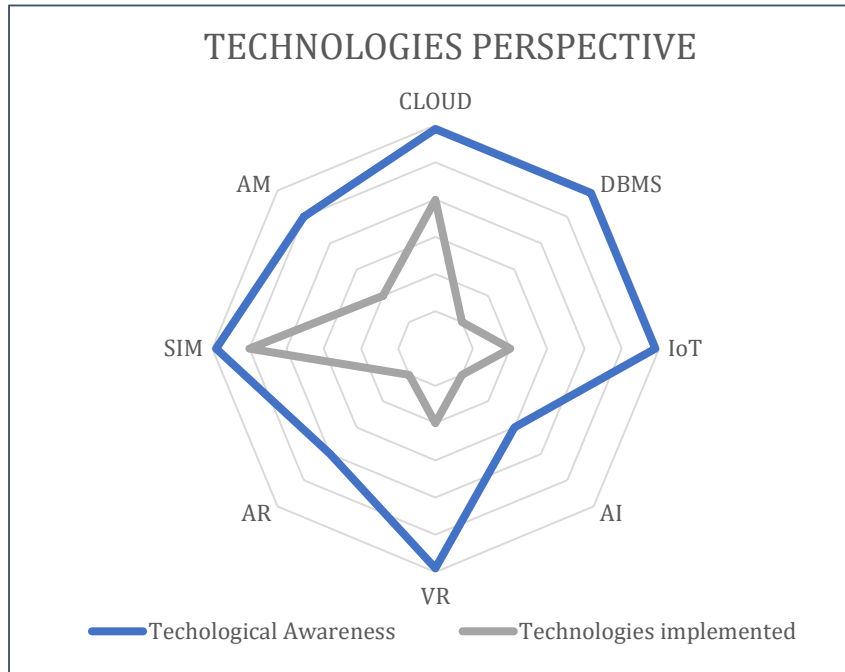 TECHNOLOGIES PERSPECTIVE
CLOUD
AM
DBMS
SIM
IoT
AR
AI
VR
Techological Awareness
Technologies implemented